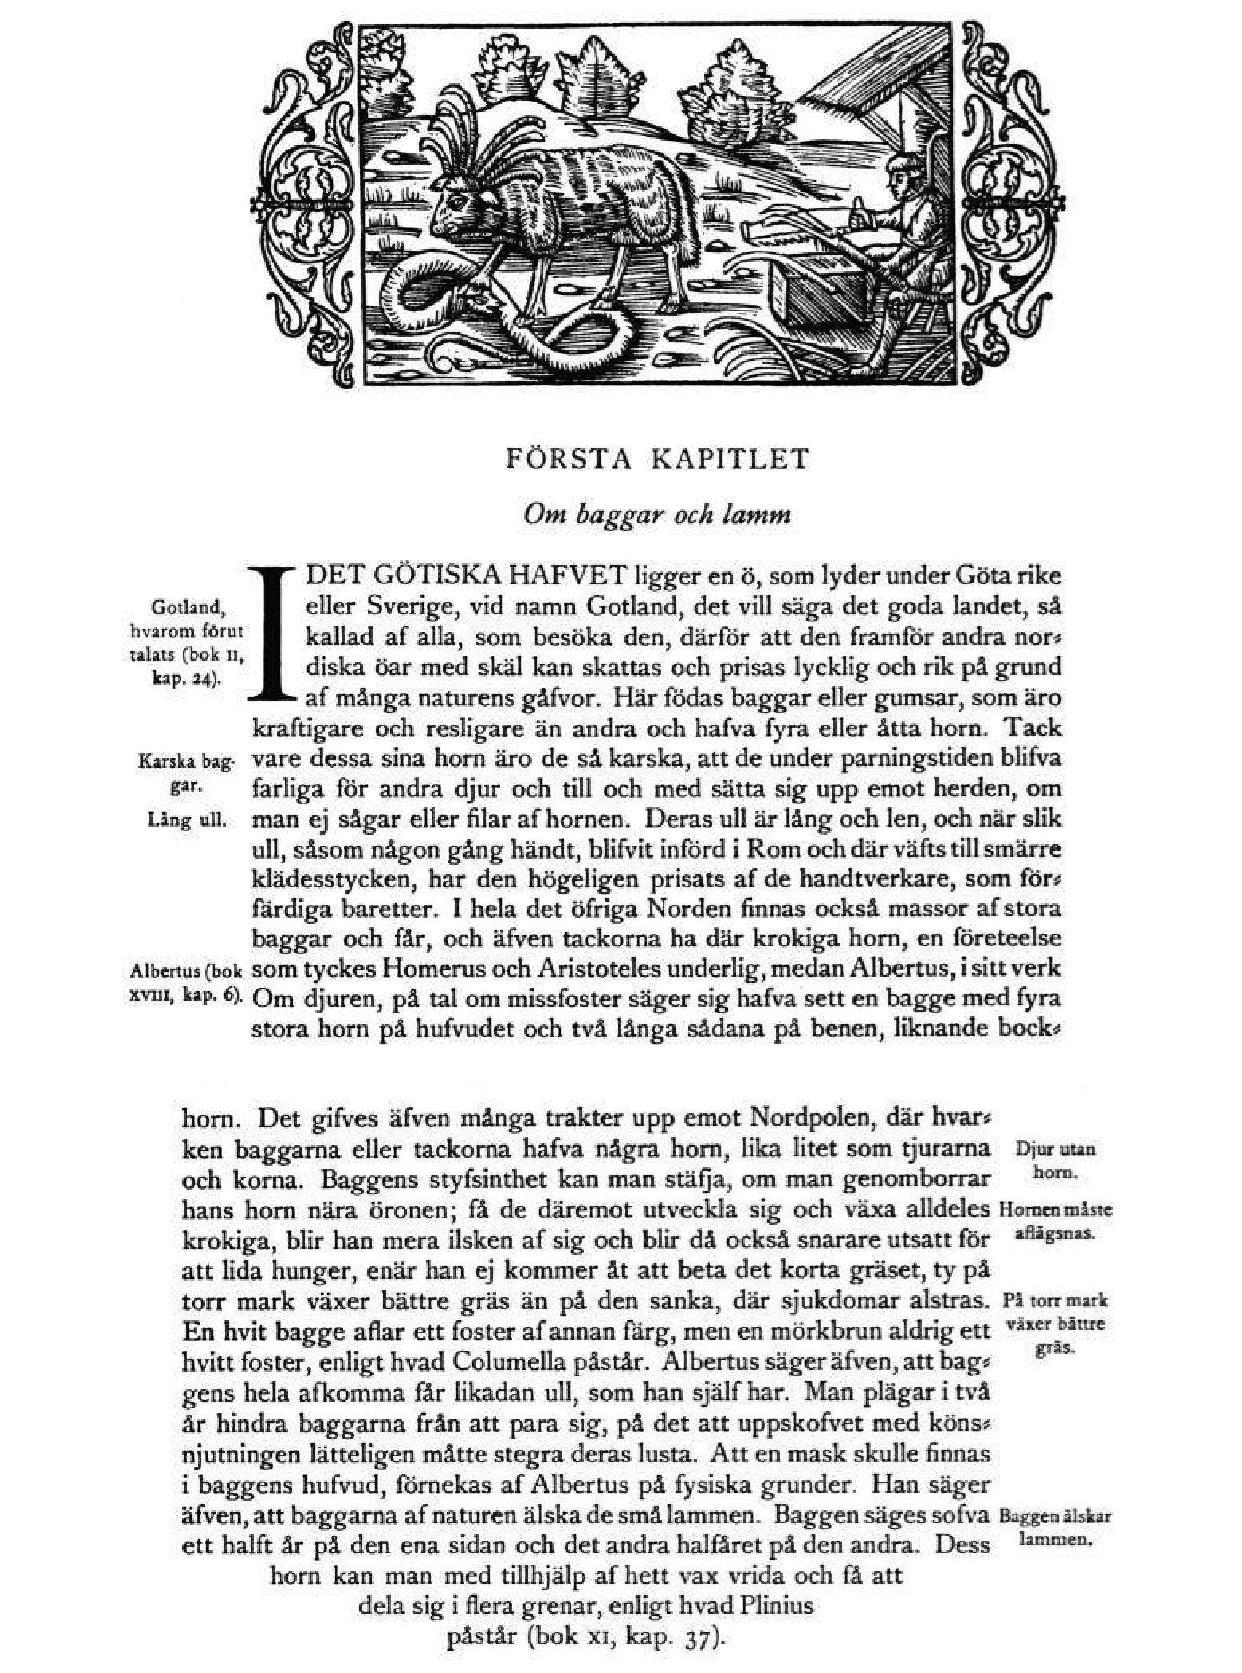 FÖRSTA KAPITLET
Om baggar och lamm
I DET GÖTISKA HAFVET ligger en ö, som lyder under Göta rike
eller Sverige, vid namn Gotland, det vill säga det goda landet, så
kallad af alla, som besöka den, därför att den framför andra nor-
diska öar med skäl kan skattas och prisas lycklig och rik på grund
af många naturens gåfvor. Här födas baggar eller gumsar, som äro
kraftigare och resligare än andra och hafva fyra eller åtta horn. Tack
vare dessa sina horn äro de så karska, att de under parningstiden blifva
farliga för andra djur och till och med sätta sig upp emot herden, om
man ej sågar eller filar af hornen. Deras ull är lång och len, och när slik
ull, såsom någon gång händt, blifvit införd i Rom och där väfts till smärre
klädesstycken, har den högeligen prisats af de handtverkare, som för-
färdiga baretter. I hela det öfriga Norden finnas också massor af stora
baggar och får, och äfven tackorna ha där krokiga horn, en företeelse
som tyckes Homerus och Aristoteles underlig, medan Albertus, i sitt verk
Om djuren, på tal om missfoster säger sig hafva sett en bagge med fyra
stora horn på hufvudet och två långa sådana på benen, liknande bock-
Gotland,
hvarom förut
talats (bok II,
kap. 24).
Karska bag-
gar.
Lång ull.
Albertus (bok
XVIII, kap. 6).
horn. Det gifves äfven många trakter upp emot Nordpolen, där hvar-
ken baggarna eller tackorna hafva några horn, lika litet som tjurarna
och korna. Baggens styfsinthet kan man stäfja, om man genomborrar
hans horn nära öronen; få de däremot utveckla sig och växa alldeles
krokiga, blir han mera ilsken af sig och blir då också snarare utsatt för
att lida hunger, enär han ej kommer åt att beta det korta gräset, ty på
torr mark växer bättre gräs än på den sanka, där sjukdomar alstras.
En hvit bagge aflar ett foster af annan färg, men en mörkbrun aldrig ett
hvitt foster, enligt hvad Columella påstår. Albertus säger äfven, att bag-
gens hela afkomma får likadan ull, som han själf har. Man plägar i två
år hindra baggarna från att para sig, på det att uppskofvet med köns-
njutningen lätteligen måtte stegra deras lusta. Att en mask skulle finnas
i baggens hufvud, förnekas af Albertus på fysiska grunder. Han säger
äfven, att baggarna af naturen älska de små lammen. Baggen säges sofva
ett halft år på den ena sidan och det andra halfåret på den andra. Dess
horn kan man med tillhjälp af hett vax vrida och få att
dela sig i flera grenar, enligt hvad Plinius
påstår (bok XI, kap. 37).
Djur utan
horn.
Hornen måste
aflägsnas.
På torr mark
växer bättre
gräs.
Baggen älskar
lammen.